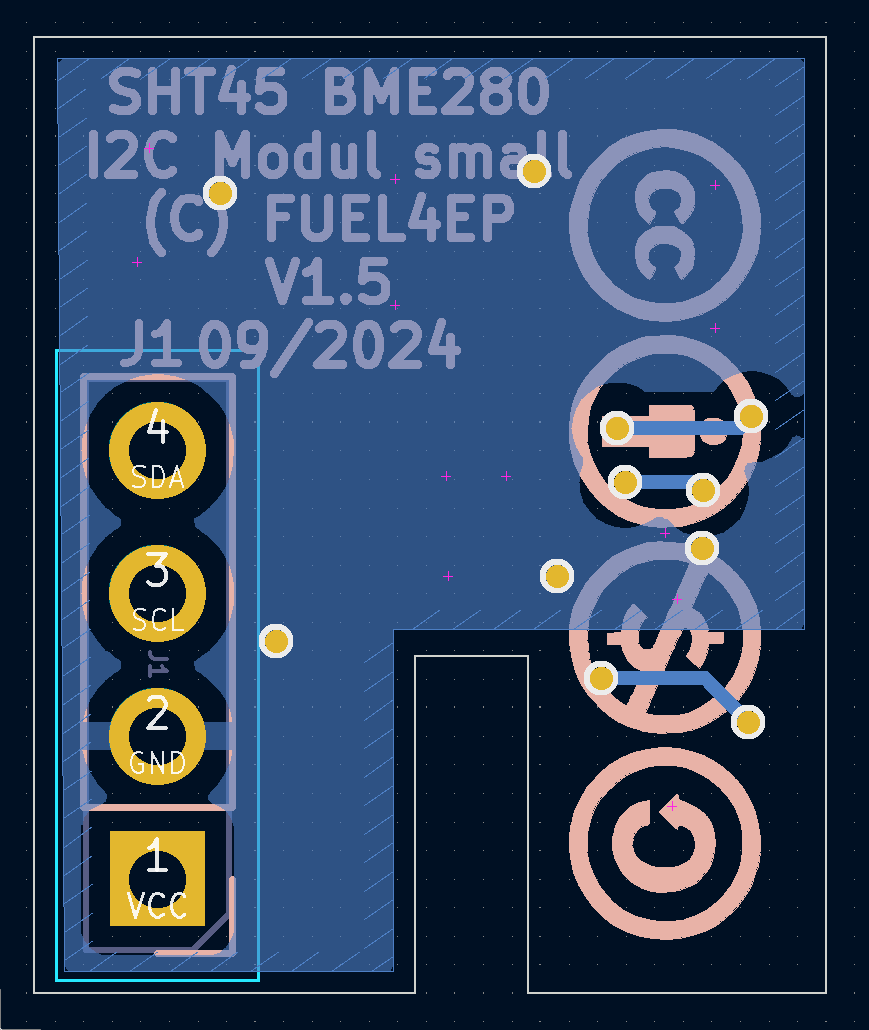 SHT45 BME280
I2C Modul small
(C) FUEL4EP
V1.5
J1 09/2024
CC
4
SDA
3
SCL
J1
2
GND
1
VCC
$